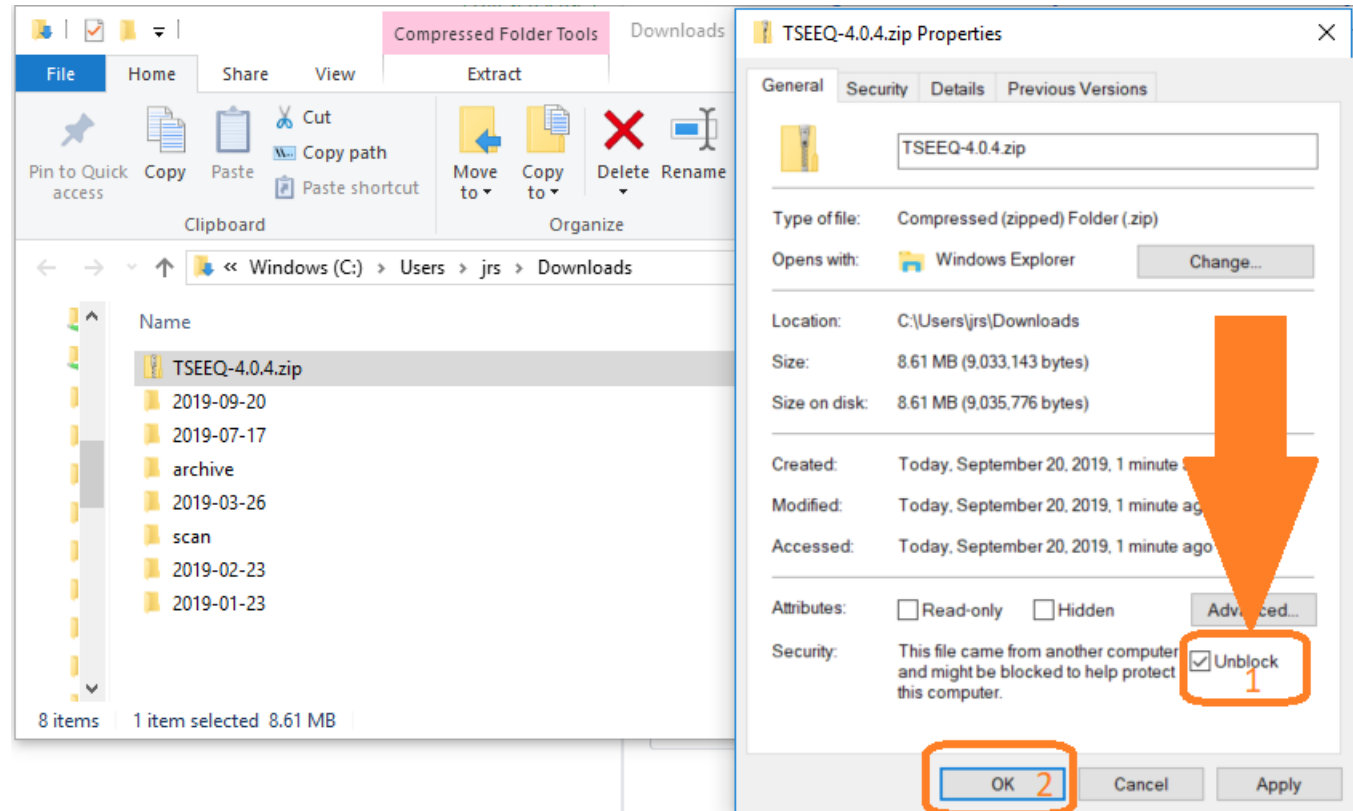 Compressed Folder Tools
Downloads
File
Home
Share
View
Extract
Pin to Quick
access
Copy
Paste
Cut
W... Copy path
Paste shortcut
Move
to
Copy
to
Delete
Rename
Clipboard
Organize
« Windows (C:) > Users > jrs > Downloads
Name
TSEEQ-4.0.4.zip
2019-09-20
2019-07-17
archive
2019-03-26
scan
2019-02-23
2019-01-23
8 items
1 item selected 8.61 MB
TSEEQ-4.0.4.zip Properties
General
Security
Details
Previous Versions
TSEEQ-4.0.4.zip
Type of file: Compressed (zipped) Folder (.zip)
Opens with: Windows Explorer
Change...
Location: C:\Users\jrs\Downloads
Size: 8.61 MB (9,033,143 bytes)
Size on disk: 8.61 MB (9,035,776 bytes)
Created: Today, September 20, 2019, 1 minute
Modified: Today, September 20, 2019, 1 minute ag
Accessed: Today, September 20, 2019, 1 minute ago
Attributes:
Read-only
Hidden
Security: This file came from another computer
and might be blocked to help protect
this computer.
Unblock
1
OK
2
Cancel
Apply